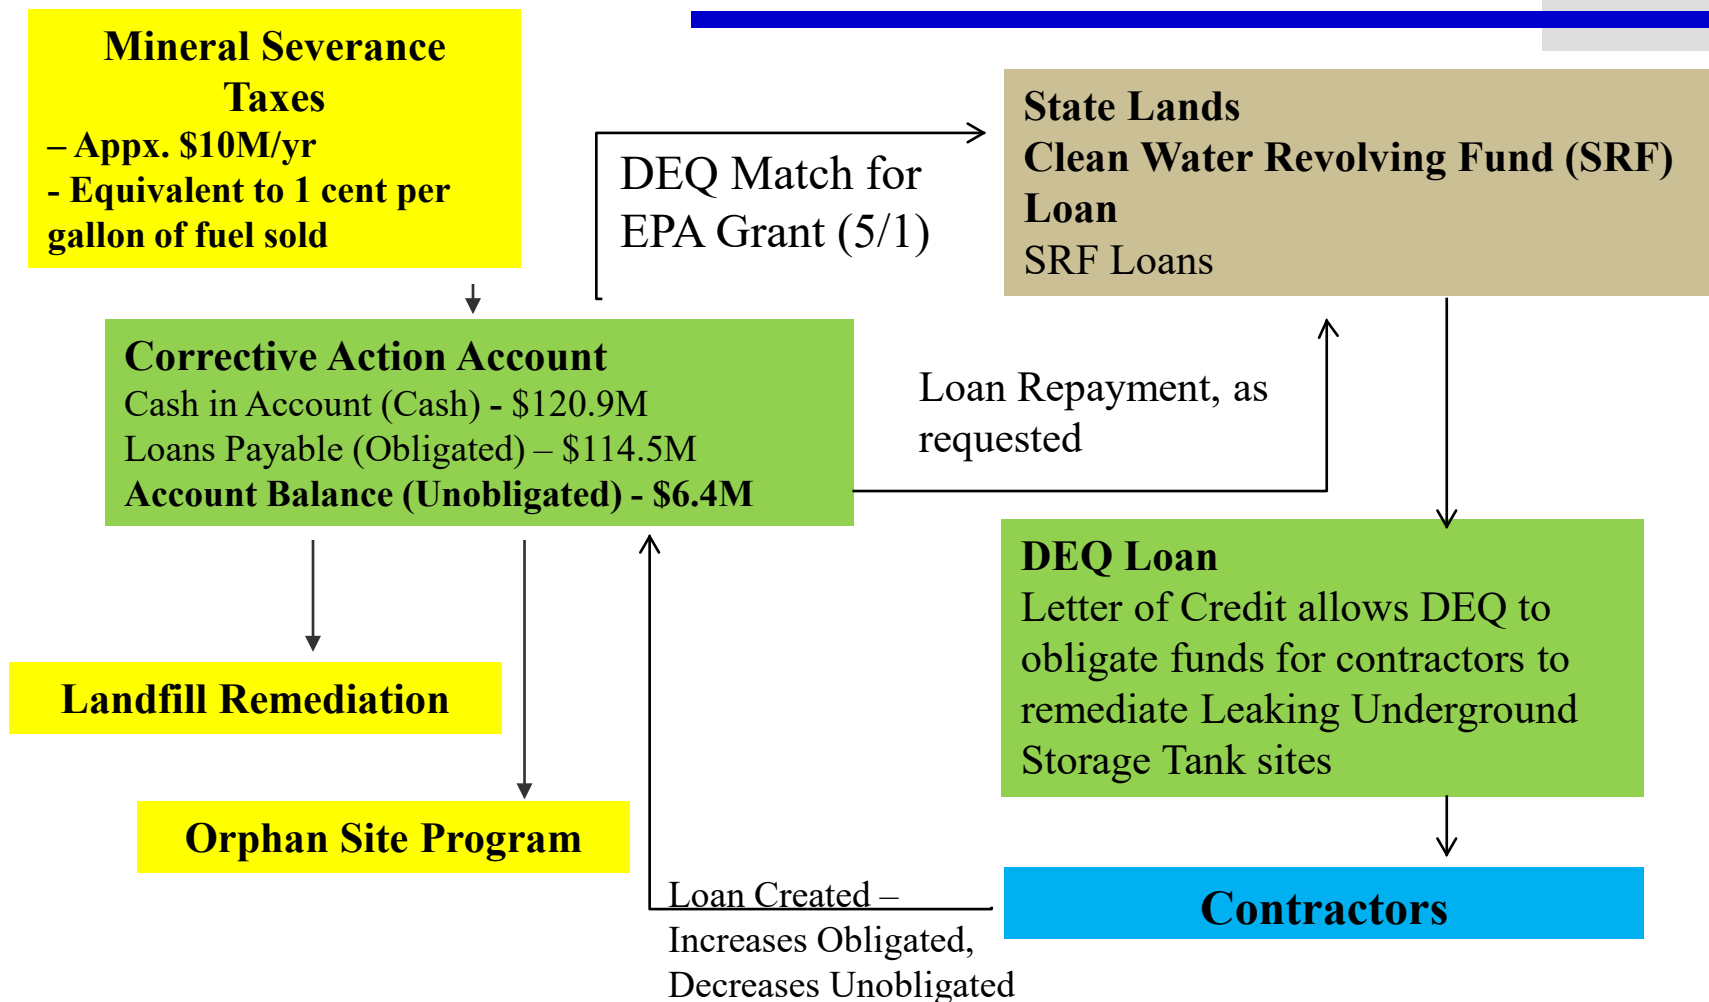 Mineral Severance
Taxes
– Appx. $10M/yr
- Equivalent to 1 cent per
gallon of fuel sold
DEQ Match for
EPA Grant (5/1)
State Lands
Clean Water Revolving Fund (SRF)
Loan
SRF Loans
Corrective Action Account
Cash in Account (Cash) - $120.9M
Loans Payable (Obligated) – $114.5M
Account Balance (Unobligated) - $6.4M
Loan Repayment, as
requested
DEQ Loan
Letter of Credit allows DEQ to
obligate funds for contractors to
remediate Leaking Underground
Storage Tank sites
Landfill Remediation
Orphan Site Program
Loan Created –
Increases Obligated,
Decreases Unobligated
Contractors